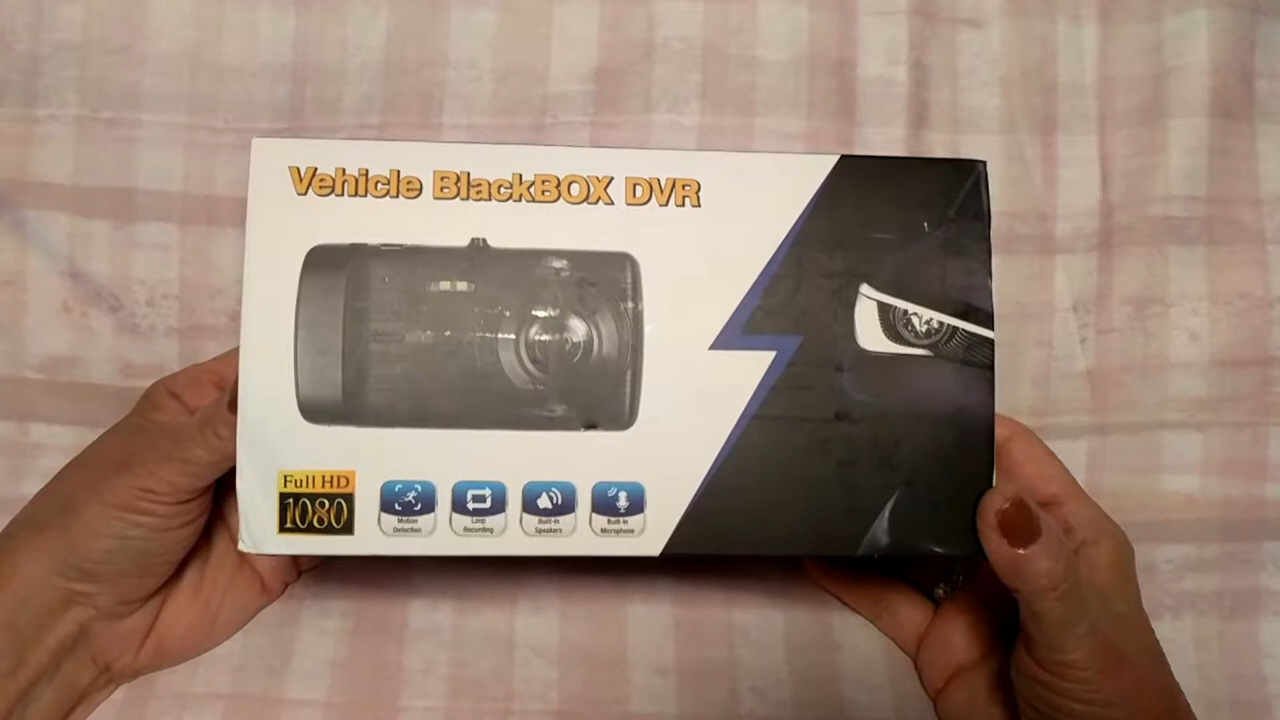 Vehicle BlackBOX DVR
Full HD
1080
Motion
Detection
Loop
Recording
Built-In
Speakers
Built-In
Microphone